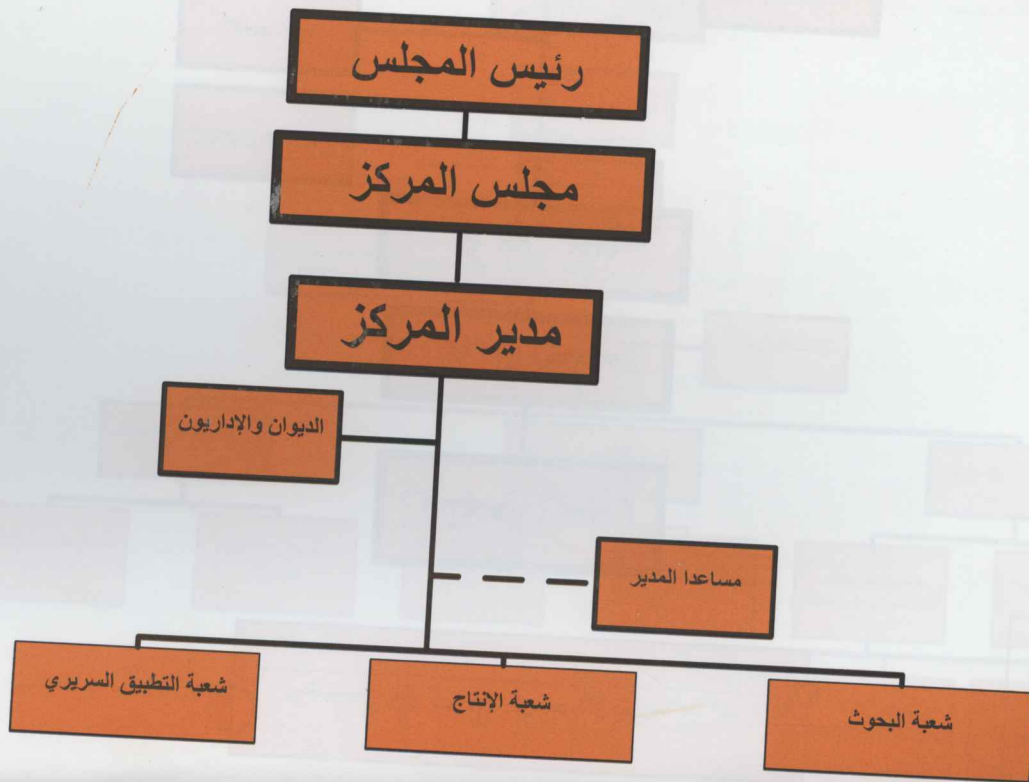 رئيس المجلس
مجلس المركز
مدير المركز
الديوان والإداريون
مساعدا المدير
شعبة البحوث
شعبة الإنتاج
شعبة التطبيق السريري